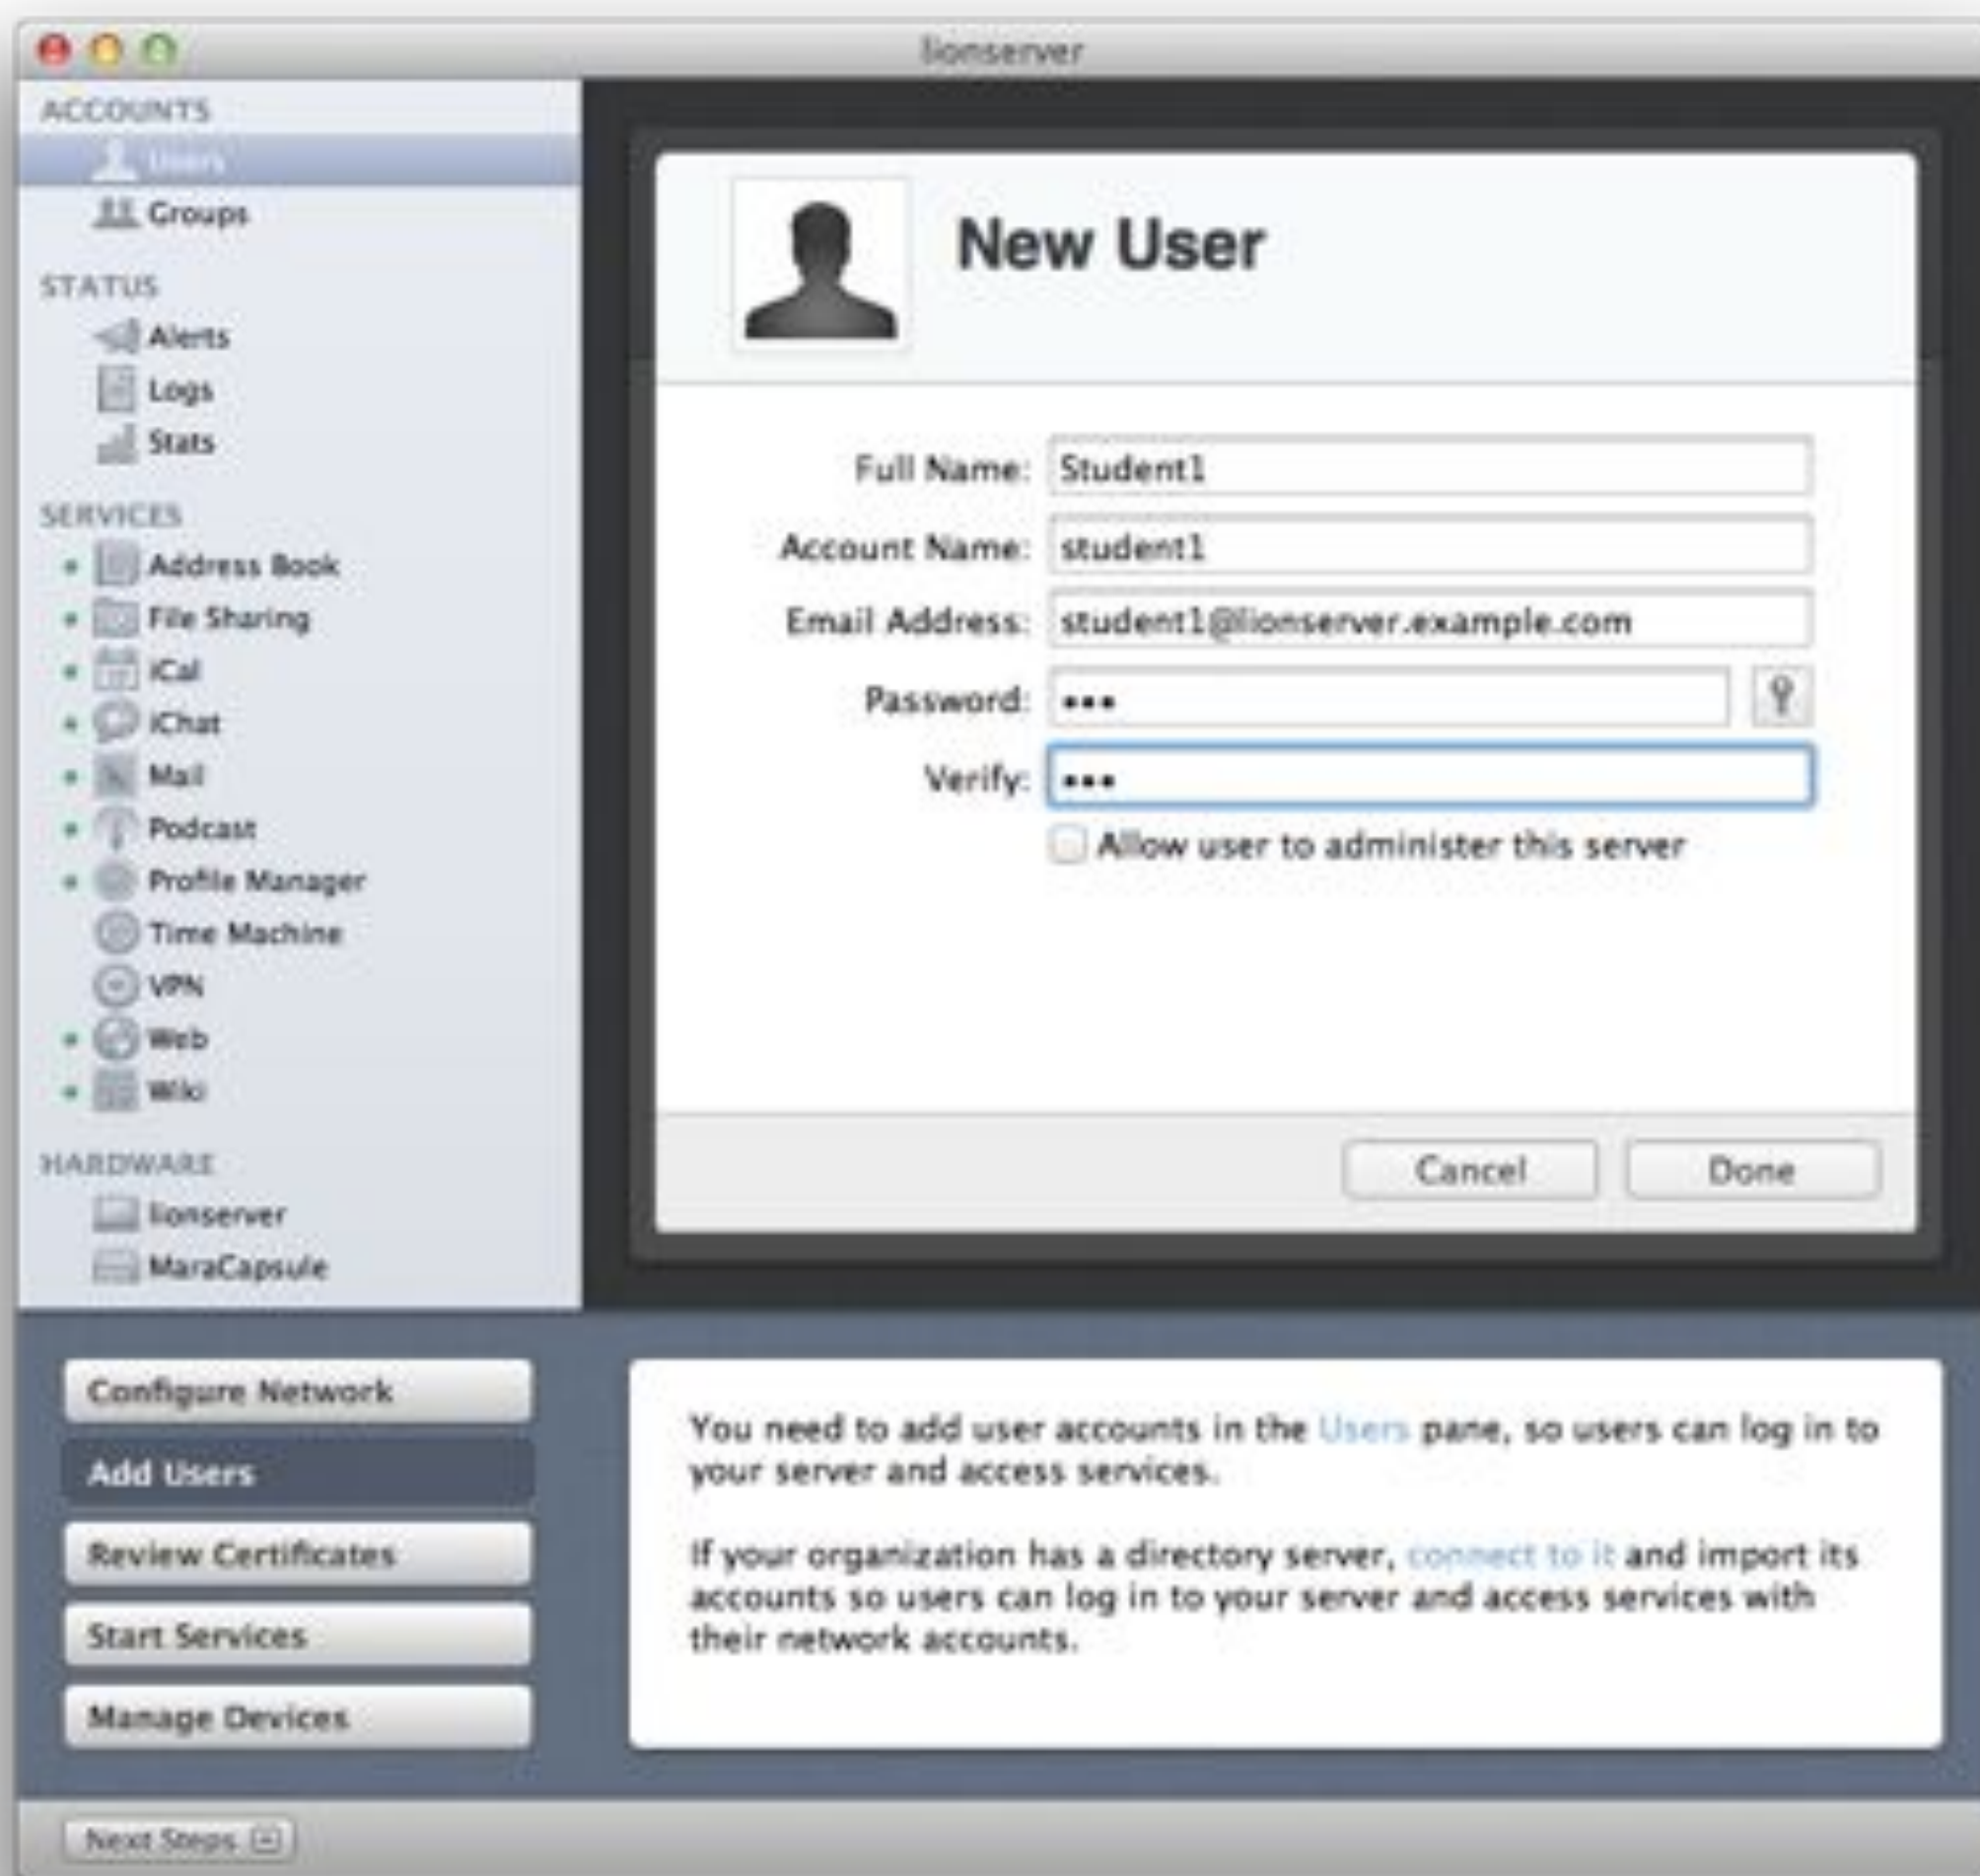 lionserver
ACCOUNTS
Users
Groups
STATUS
Alerts
Logs
Stats
SERVICES
Address Book
File Sharing
iCal
iChat
Mail
Podcast
Profile Manager
Time Machine
VPN
Web
Wiki
HARDWARE
lionserver
MaraCapsule
New User
Full Name: Student1
Account Name: student1
Email Address: student1@lionserver.example.com
Password: •••
Verify: •••
Allow user to administer this server
Cancel Done
Configure Network
Add Users
Review Certificates
Start Services
Manage Devices
You need to add user accounts in the Users pane, so users can log in to
your server and access services.
If your organization has a directory server, connect to it and import its
accounts so users can log in to your server and access services with
their network accounts.
Next Steps